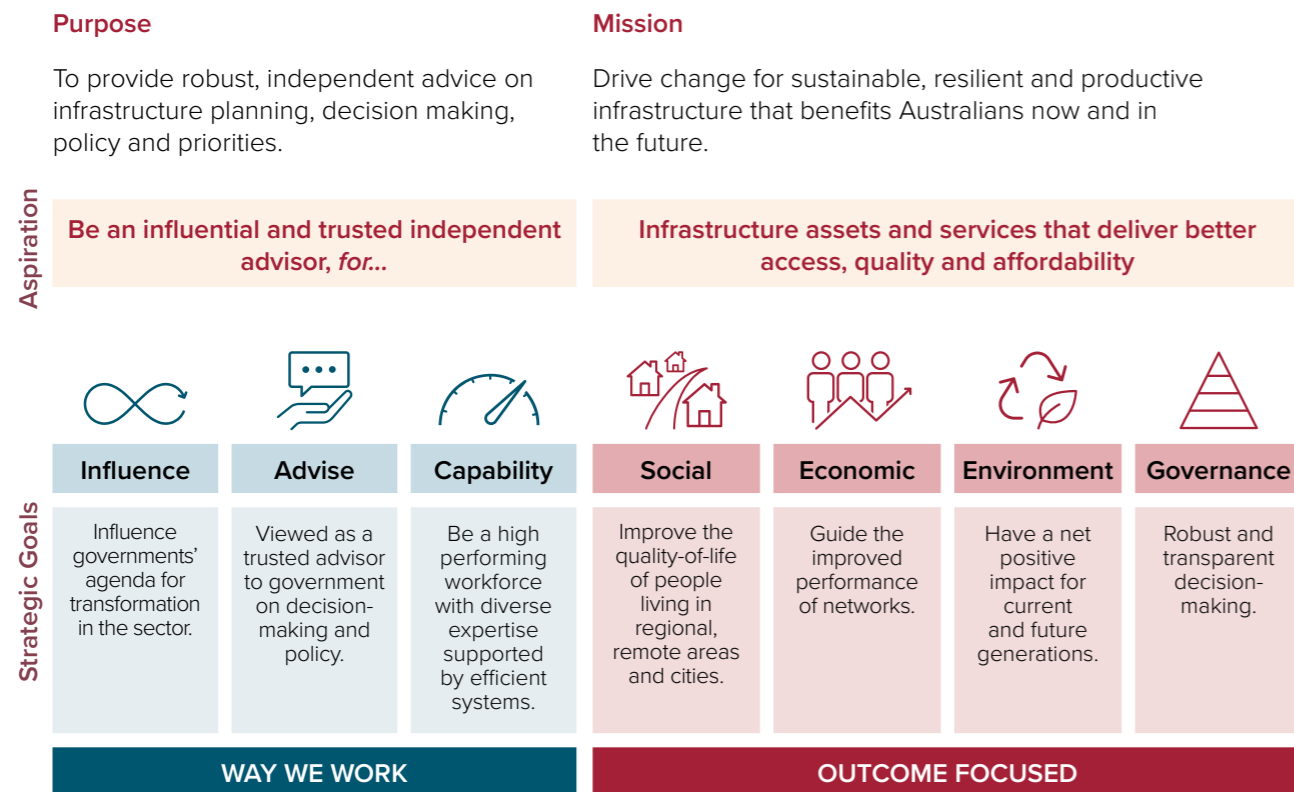 Purpose
To provide robust, independent advice on
infrastructure planning, decision making,
policy and priorities.
Mission
Drive change for sustainable, resilient and productive
infrastructure that benefits Australians now and in
the future.
Aspiration
Be an influential and trusted independent
advisor, for...
Infrastructure assets and services that deliver better
access, quality and affordability
Strategic Goals
Influence
Influence
governments’
agenda for
transformation
in the sector.
Advise
Viewed as a
trusted advisor
to government
on decision-
making and
policy.
Capability
Be a high
performing
workforce
with diverse
expertise
supported
by efficient
systems.
Social
Improve the
quality-of-life
of people
living in
regional,
remote areas
and cities.
Economic
Guide the
improved
performance
of networks.
Environment
Have a net
positive
impact for
current
and future
generations.
Governance
Robust and
transparent
decision-
making.
WAY WE WORK
OUTCOME FOCUSED